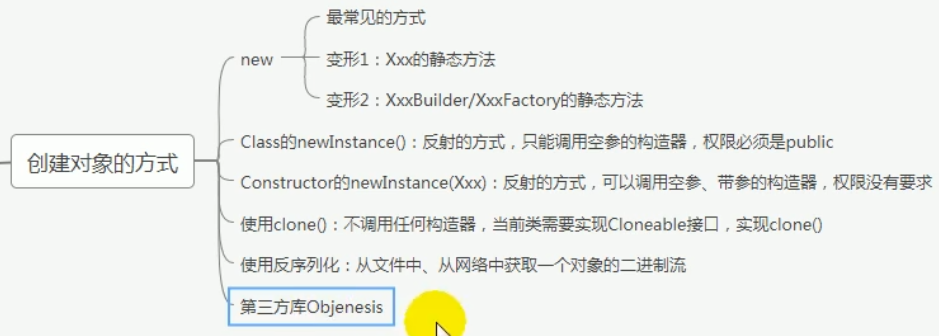 创建对象的方式
new
最常见的方式
变形1：Xxx的静态方法
变形2：XxxBuilder/XxxFactory的静态方法
Class的newInstance()：反射的方式，只能调用空参的构造器，权限必须是public
Constructor的newInstance(Xxx)：反射的方式，可以调用空参、带参的构造器，权限没有要求
使用clone()：不调用任何构造器，当前类需要实现Cloneable接口，实现clone()
使用反序列化：从文件中、从网络中获取一个对象的二进制流
第三方库Objenesis